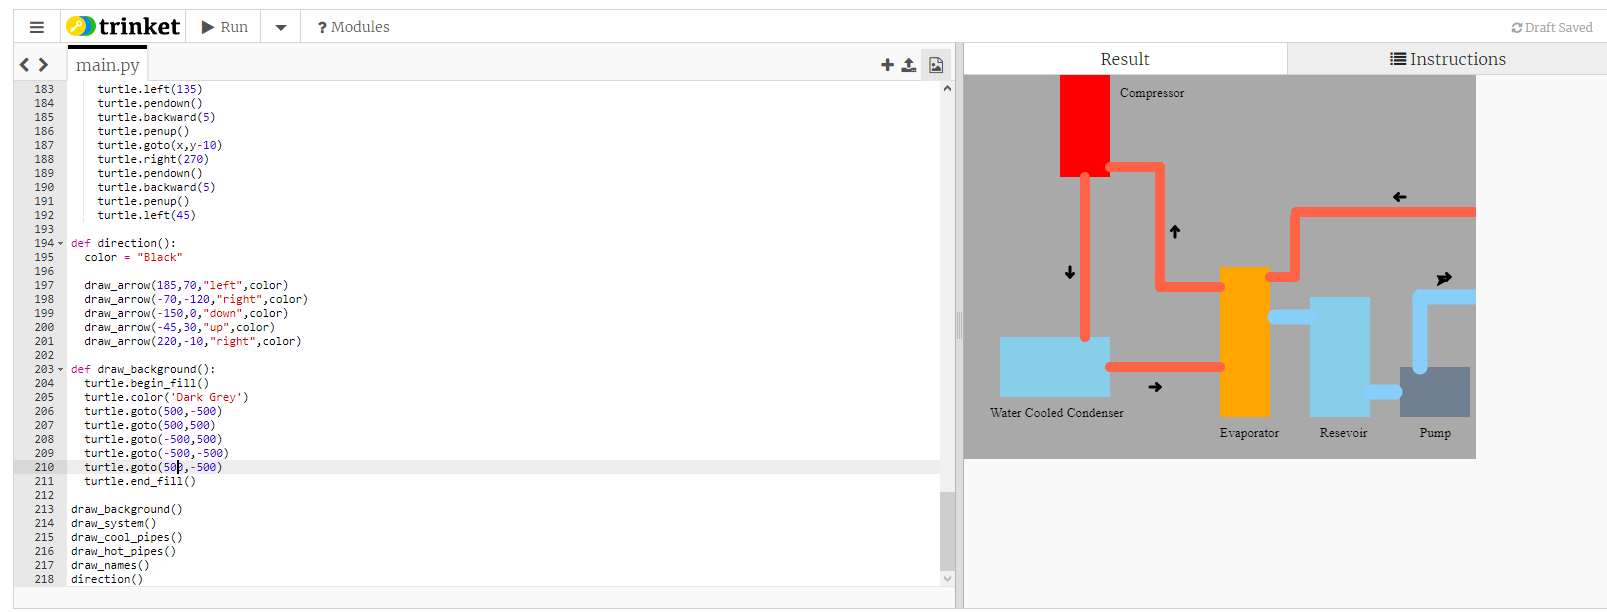 trinket
Run
? Modules
Draft Saved
main.py
Result
Instructions
183 turtle.left(135)
184 turtle.pendown()
185 turtle.backward(5)
186 turtle.penup()
187 turtle.goto(x,y-10)
188 turtle.right(270)
189 turtle.pendown()
190 turtle.backward(5)
191 turtle.penup()
192 turtle.left(45)
193
194 def direction():
195 color = "Black"
196
197 draw_arrow(185,70,"left",color)
198 draw_arrow(-70,-120,"right",color)
199 draw_arrow(-150,0,"down",color)
200 draw_arrow(-45,30,"up",color)
201 draw_arrow(220,-10,"right",color)
202
203 def draw_background():
204 turtle.begin_fill()
205 turtle.color('Dark Grey')
206 turtle.goto(500,-500)
207 turtle.goto(500,500)
208 turtle.goto(-500,500)
209 turtle.goto(-500,-500)
210 turtle.goto(500,-500)
211 turtle.end_fill()
212
213 draw_background()
214 draw_system()
215 draw_cool_pipes()
216 draw_hot_pipes()
217 draw_names()
218 direction()
Compressor
Water Cooled Condenser
Evaporator
Resevoir
Pump